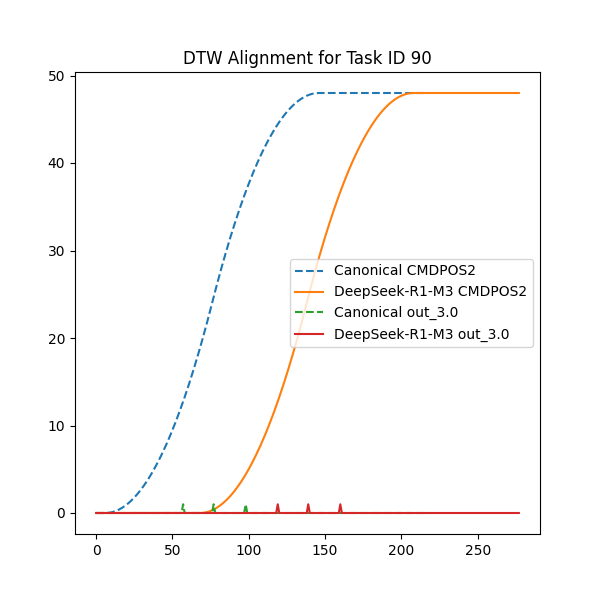 DTW Alignment for Task ID 90
50
40
30
20
10
0
Canonical CMDPOS2
DeepSeek-R1-M3 CMDPOS2
Canonical out_3.0
DeepSeek-R1-M3 out_3.0
0 50 100 150 200 250